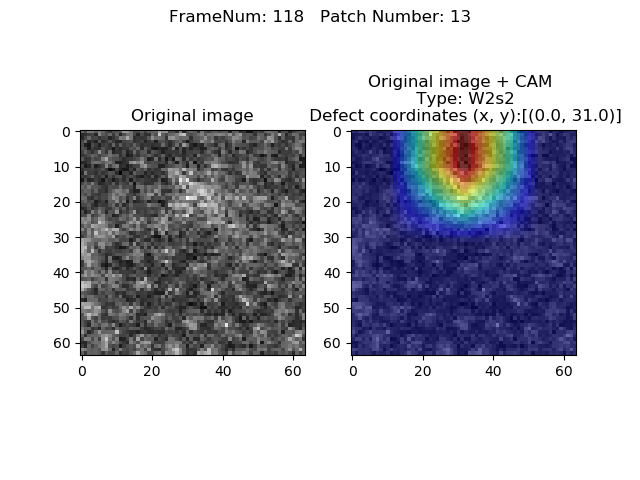 FrameNum: 118   Patch Number: 13
Original image
Original image + CAM
Type: W2s2
Defect coordinates (x, y):[(0.0, 31.0)]
0
10
20
30
40
50
60
0 20 40 60
0
10
20
30
40
50
60
0 20 40 60